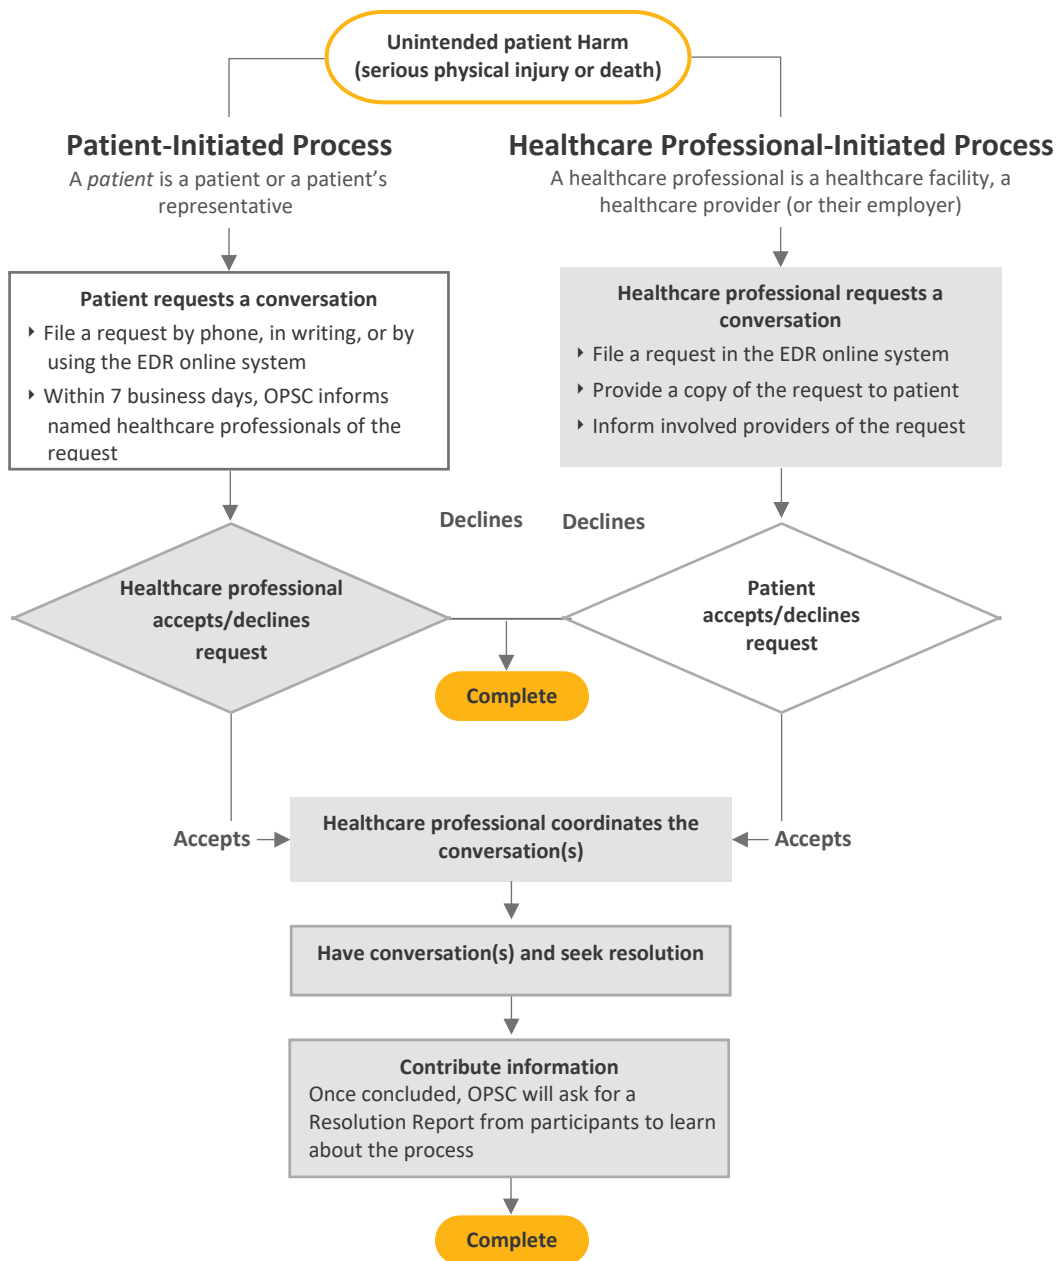 Unintended patient Harm
(serious physical injury or death)
Patient-Initiated Process
A patient is a patient or a patient’s
representative
Healthcare Professional-Initiated Process
A healthcare professional is a healthcare facility, a
healthcare provider (or their employer)
Patient requests a conversation
‣ File a request by phone, in writing, or by
using the EDR online system
‣ Within 7 business days, OPSC informs
named healthcare professionals of the
request
Healthcare professional requests a
conversation
‣ File a request in the EDR online system
‣ Provide a copy of the request to patient
‣ Inform involved providers of the request
Declines
Declines
Healthcare professional
accepts/declines
request
Patient
accepts/declines
request
Complete
Accepts
Healthcare professional coordinates the
conversation(s)
Accepts
Have conversation(s) and seek resolution
Contribute information
Once concluded, OPSC will ask for a
Resolution Report from participants to learn
about the process
Complete